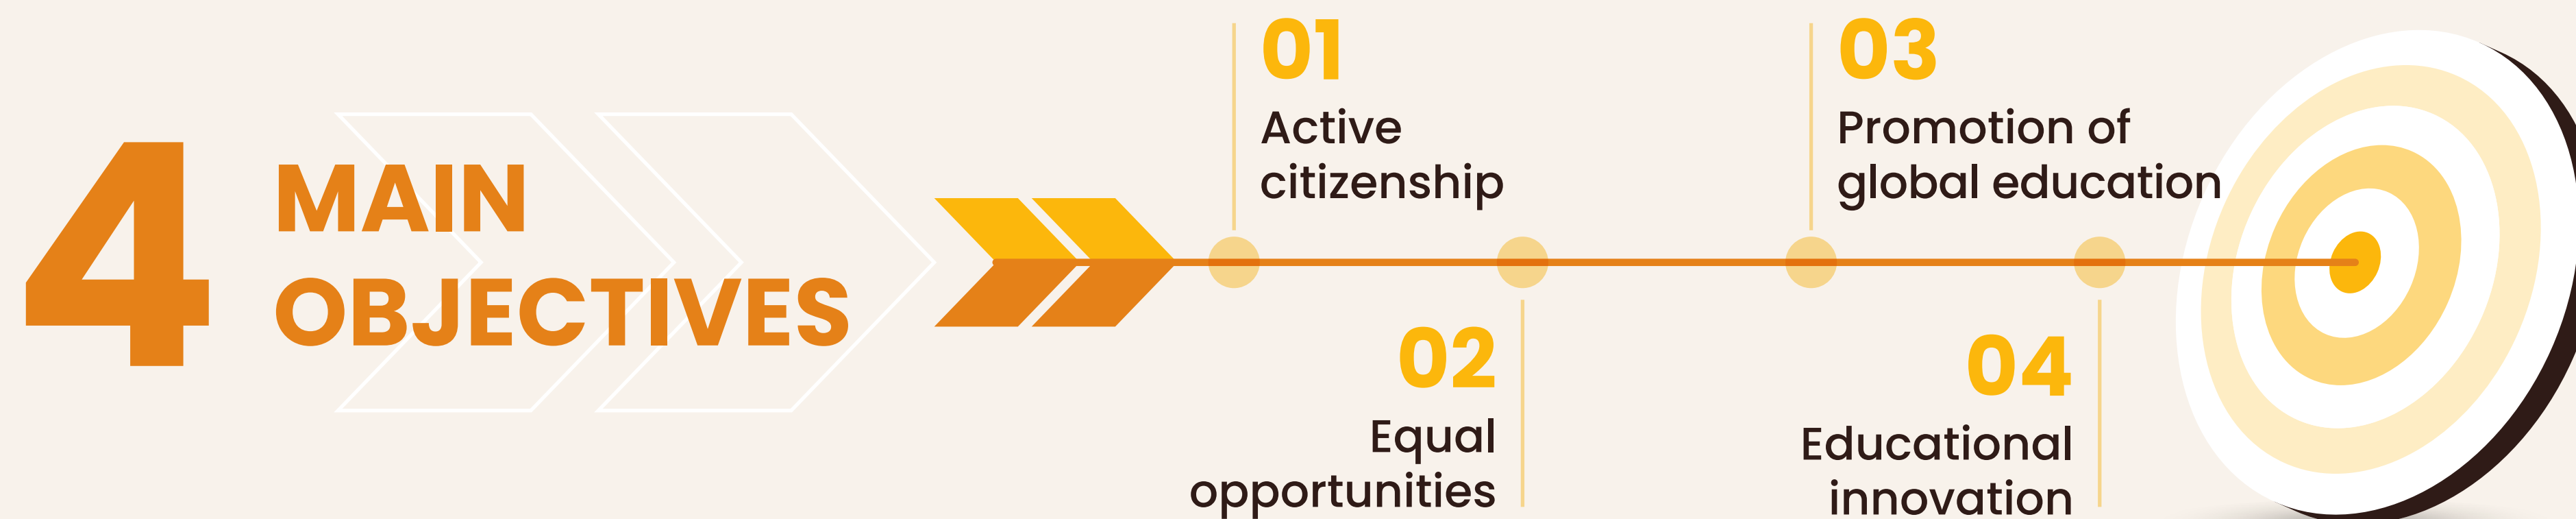 4
MAIN
OBJECTIVES
01
Active
citizenship
02
Equal
opportunities
03
Promotion of
global education
04
Educational
innovation